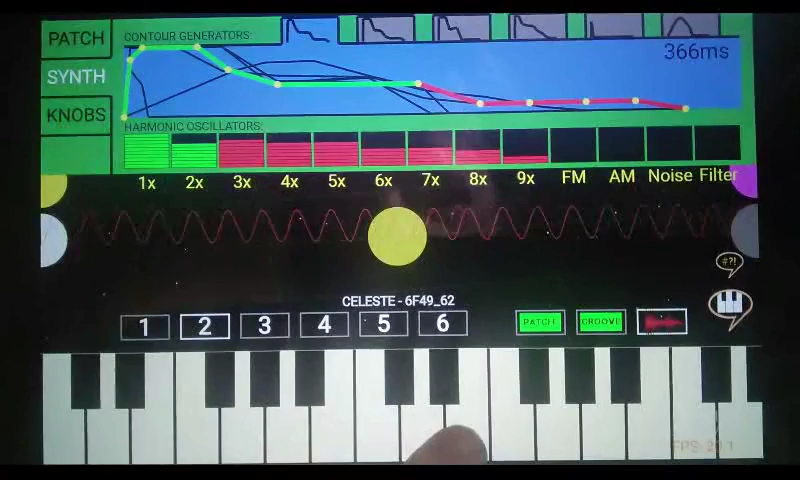 PATCH
CONTOUR GENERATORS:
366ms
SYNTH
KNOBS
HARMONIC OSCILLATORS:
1x 2x 3x 4x 5x 6x 7x 8x 9x FM AM Noise Filter
#?!
CELESTE - 6F49_62
1 2 3 4 5 6 PATCH GROOVE